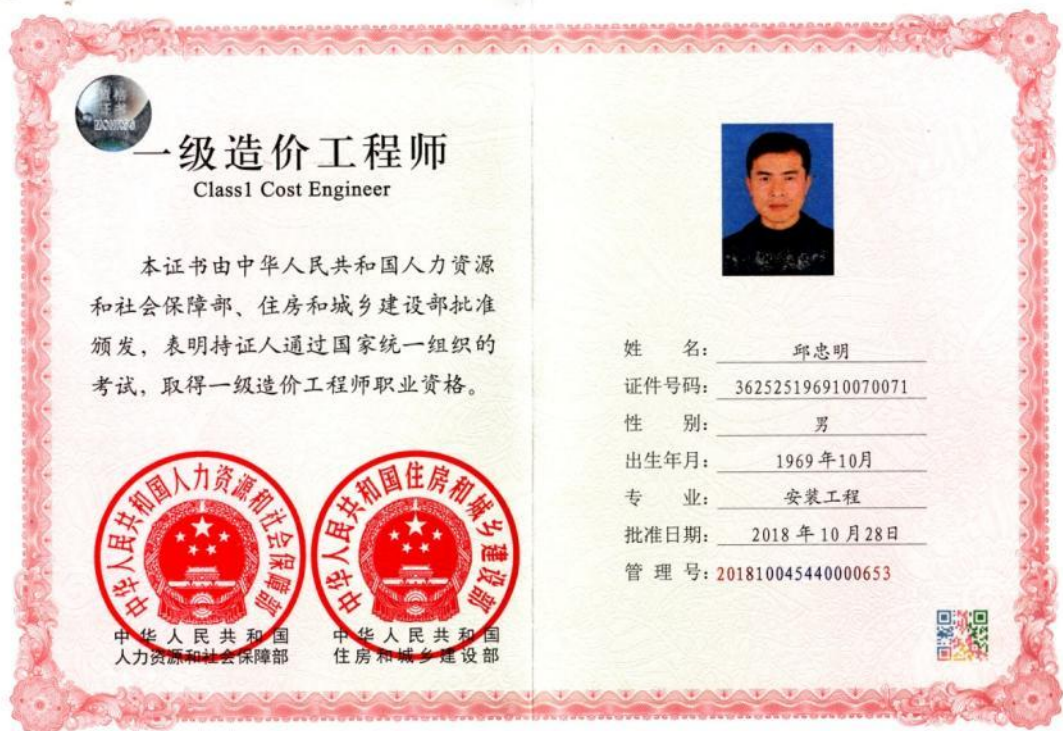 一级造价工程师
Class1 Cost Engineer
本证书由中华人民共和国人力资源
和社会保障部、住房和城乡建设部批准
颁发，表明持证人通过国家统一组织的
考试，取得一级造价工程师职业资格。
中华人民共和国人力资源和社会保障部
中华人民共和国
人力资源和社会保障部
中华人民共和国住房和城乡建设部
中华人民共和国
住房和城乡建设部
姓 名： 邱忠明
证件号码： 362525196910070071
性 别： 男
出生年月： 1969年10月
专 业： 安装工程
批准日期： 2018年10月28日
管 理 号：201810045440000653